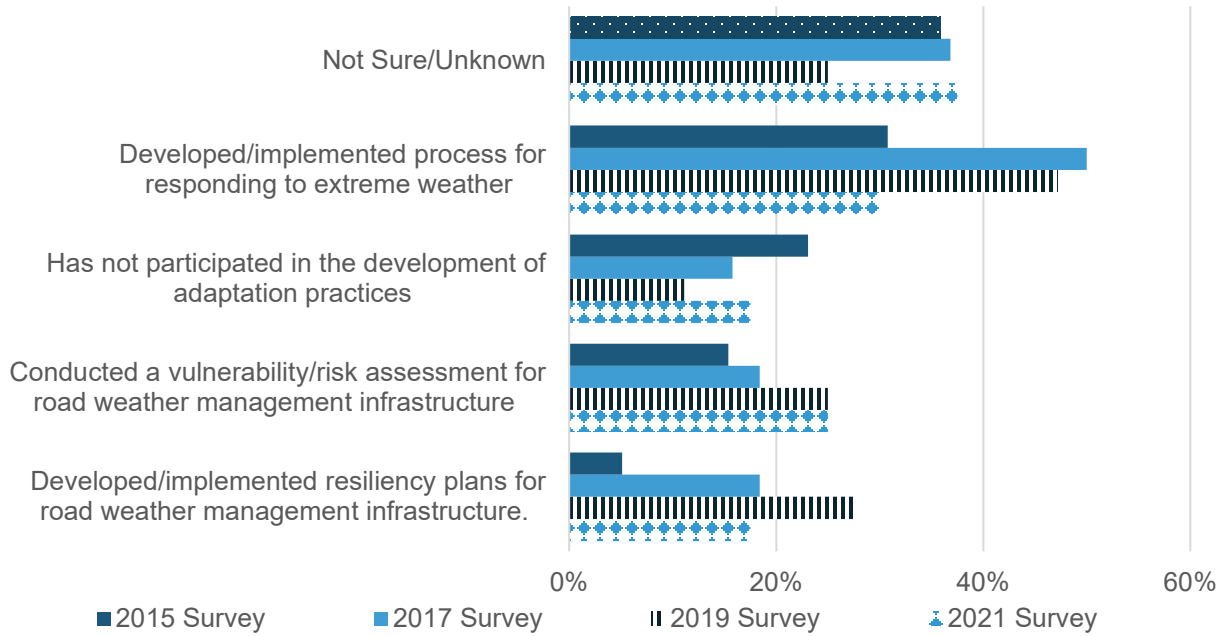 Not Sure/Unknown
Developed/implemented process for
responding to extreme weather
Has not participated in the development of
adaptation practices
Conducted a vulnerability/risk assessment for
road weather management infrastructure
Developed/implemented resiliency plans for
road weather management infrastructure.
0% 20% 40% 60%
2015 Survey 2017 Survey 2019 Survey 2021 Survey